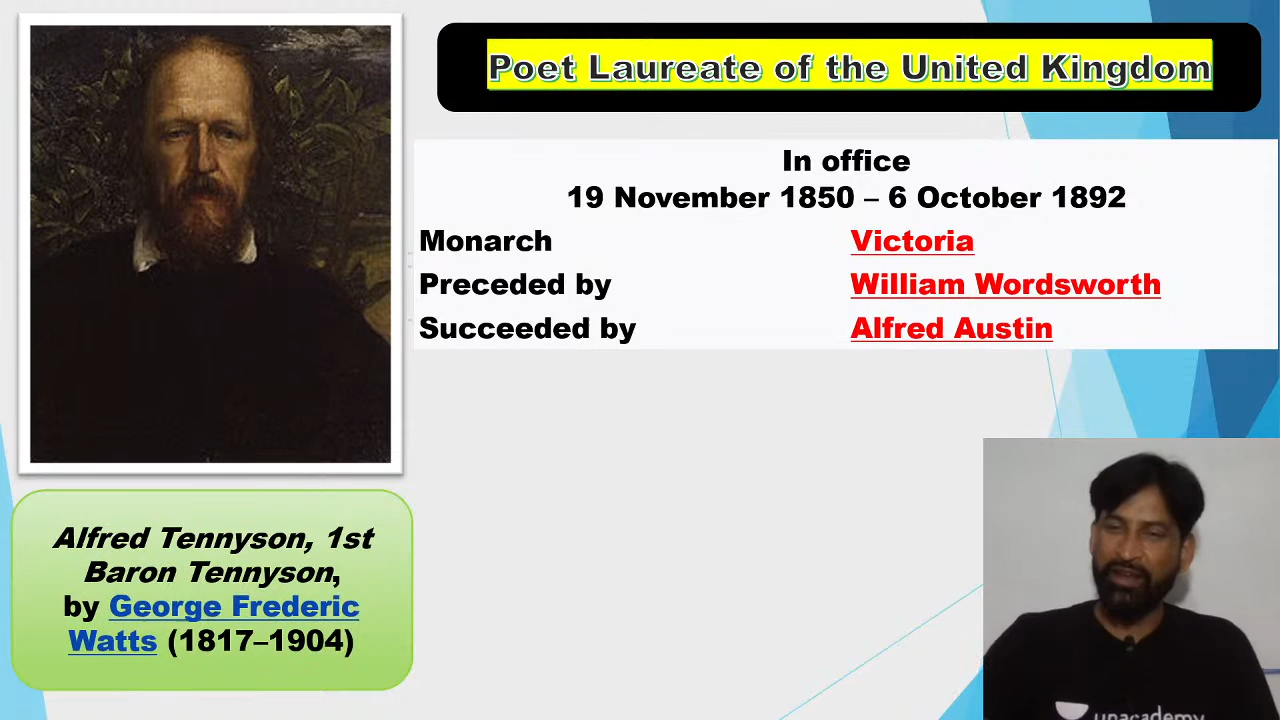 Poet Laureate of the United Kingdom
In office
19 November 1850 – 6 October 1892
Monarch Victoria
Preceded by William Wordsworth
Succeeded by Alfred Austin
Alfred Tennyson, 1st
Baron Tennyson,
by George Frederic
Watts (1817–1904)
unacademy